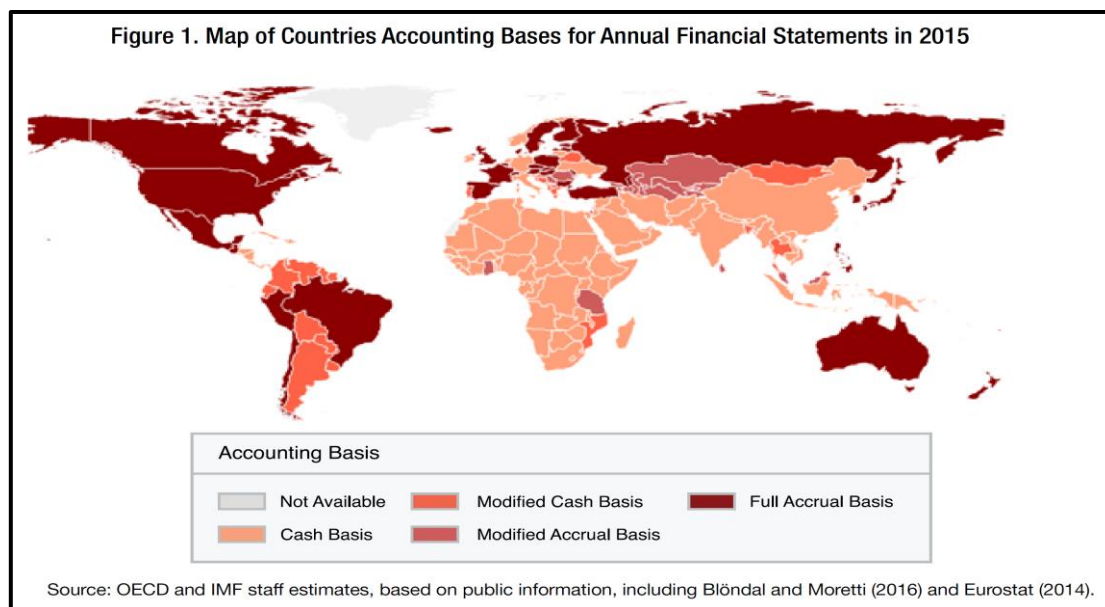 Figure 1. Map of Countries Accounting Bases for Annual Financial Statements in 2015
Accounting Basis
Not Available
Modified Cash Basis
Full Accrual Basis
Cash Basis
Modified Accrual Basis
Source: OECD and IMF staff estimates, based on public information, including Blöndal and Moretti (2016) and Eurostat (2014).